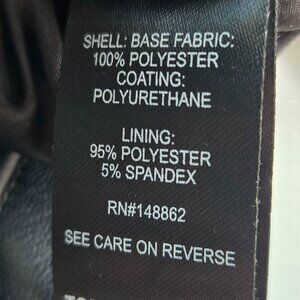 SHELL: BASE FABRIC:
100% POLYESTER
COATING:
POLYURETHANE
LINING:
95% POLYESTER
5% SPANDEX
RN#148862
SEE CARE ON REVERSE